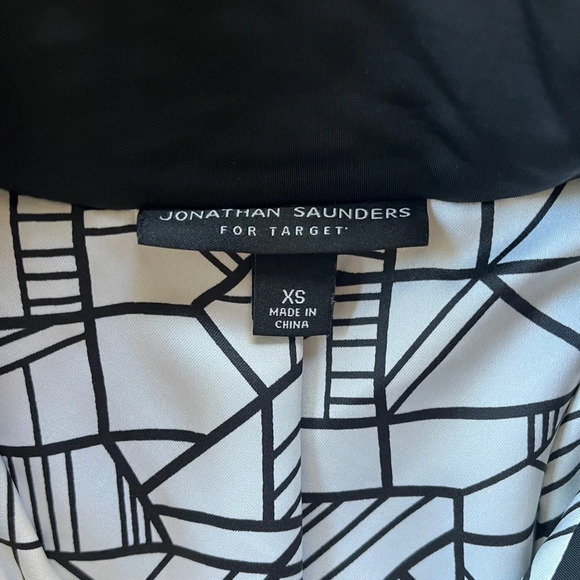 JONATHAN SAUNDERS
FOR TARGET
XS
MADE IN
CHINA